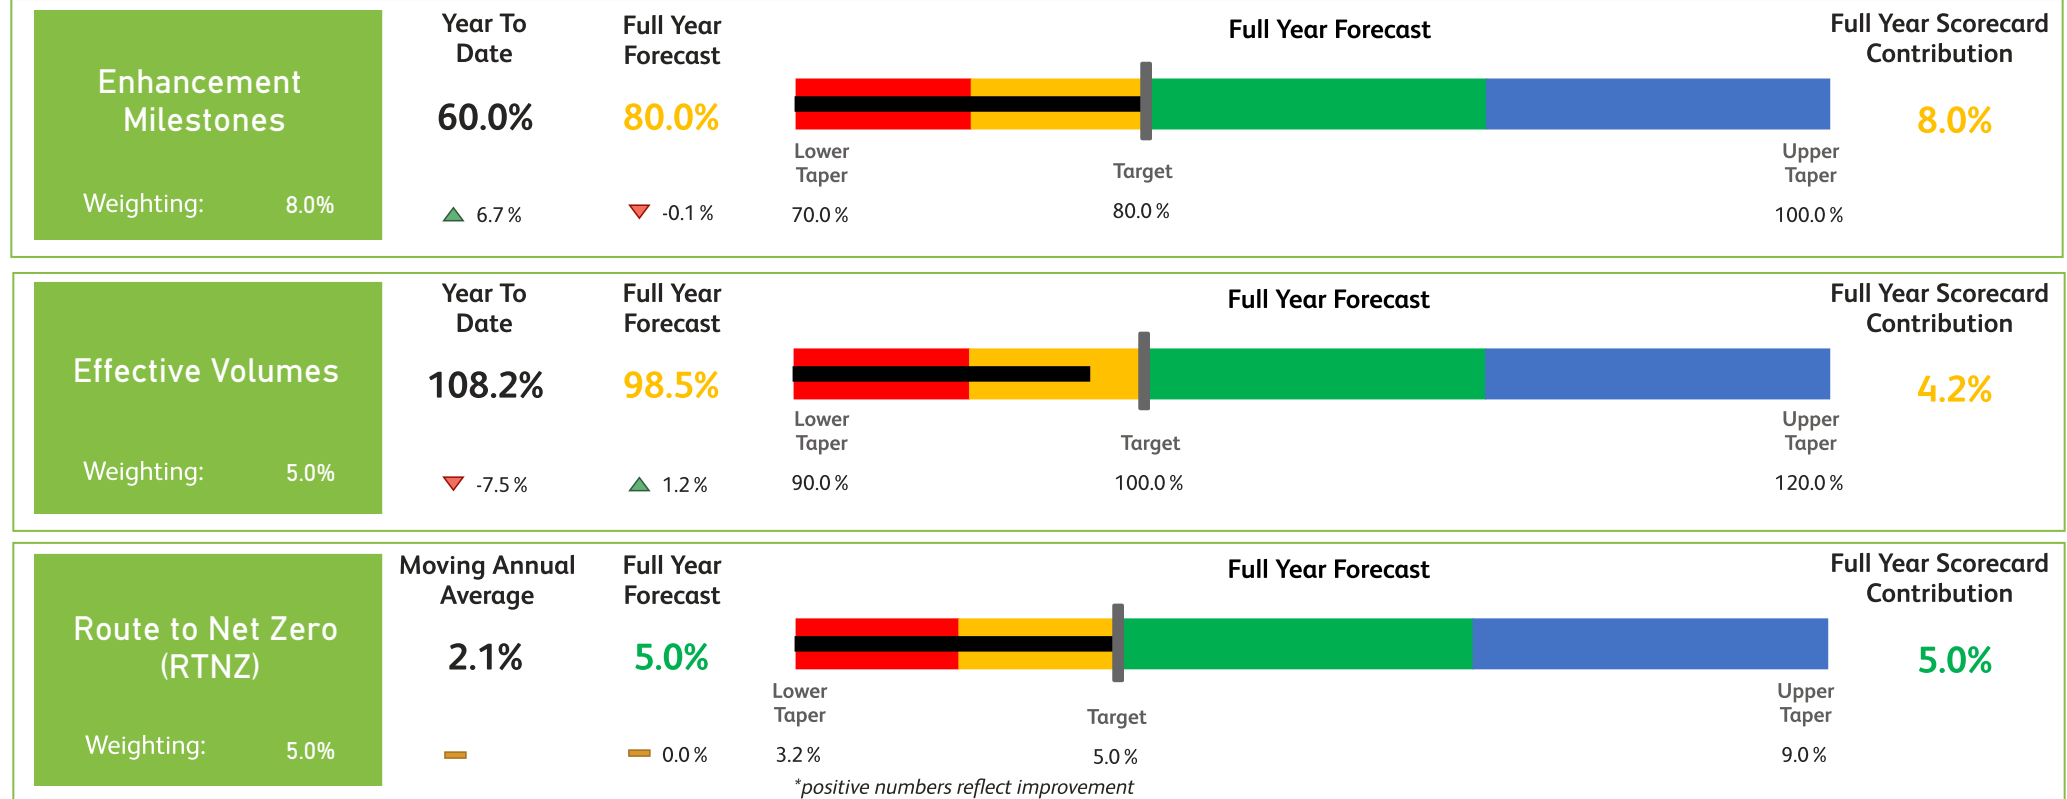 Enhancement
Milestones
Weighting: 8.0%
Year To
Date
60.0%
6.7 %
Full Year
Forecast
80.0%
-0.1 %
Full Year Forecast
Lower
Taper
70.0 %
Target
80.0 %
Upper
Taper
100.0 %
Full Year Scorecard
Contribution
8.0%
Effective Volumes
Weighting: 5.0%
Year To
Date
108.2%
-7.5 %
Full Year
Forecast
98.5%
1.2 %
Full Year Forecast
Lower
Taper
90.0 %
Target
100.0 %
Upper
Taper
120.0 %
Full Year Scorecard
Contribution
4.2%
Route to Net Zero
(RTNZ)
Weighting: 5.0%
Moving Annual
Average
2.1%
Full Year
Forecast
5.0%
0.0 %
Full Year Forecast
Lower
Taper
3.2 %
Target
5.0 %
Upper
Taper
9.0 %
*positive numbers reflect improvement
Full Year Scorecard
Contribution
5.0%